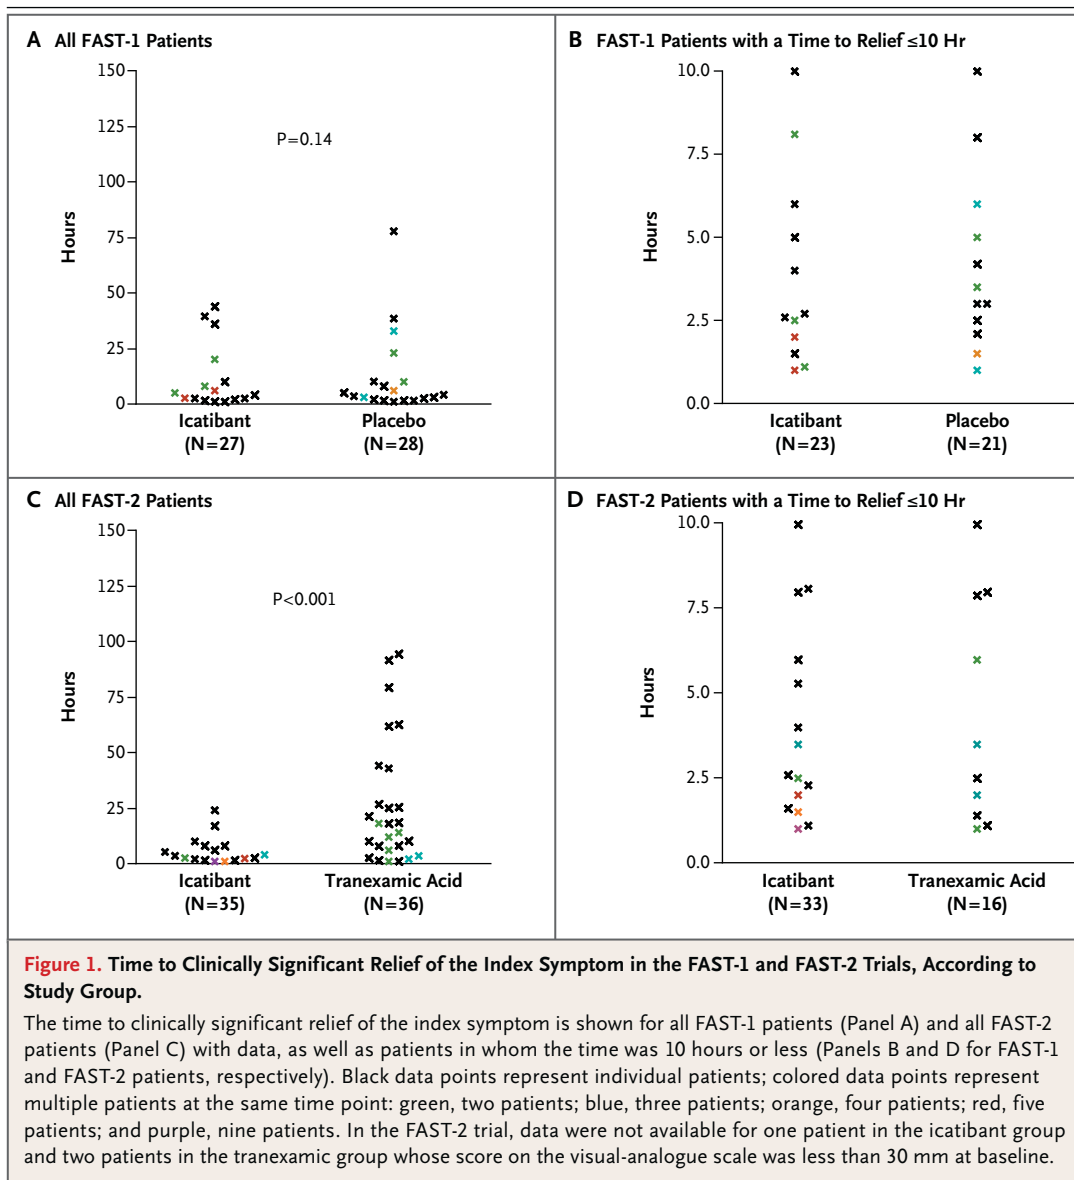 A All FAST-1 Patients
150
125
100
75
50
25
0
Hours
P=0.14
Icatibant
(N=27)
Placebo
(N=28)
B FAST-1 Patients with a Time to Relief ≤10 Hr
10.0
7.5
5.0
2.5
0.0
Hours
Icatibant
(N=23)
Placebo
(N=21)
C All FAST-2 Patients
150
125
100
75
50
25
0
Hours
P<0.001
Icatibant
(N=35)
Tranexamic Acid
(N=36)
D FAST-2 Patients with a Time to Relief ≤10 Hr
10.0
7.5
5.0
2.5
0.0
Hours
Icatibant
(N=33)
Tranexamic Acid
(N=16)
Figure 1. Time to Clinically Significant Relief of the Index Symptom in the FAST-1 and FAST-2 Trials, According to
Study Group.
The time to clinically significant relief of the index symptom is shown for all FAST-1 patients (Panel A) and all FAST-2
patients (Panel C) with data, as well as patients in whom the time was 10 hours or less (Panels B and D for FAST-1
and FAST-2 patients, respectively). Black data points represent individual patients; colored data points represent
multiple patients at the same time point: green, two patients; blue, three patients; orange, four patients; red, five
patients; and purple, nine patients. In the FAST-2 trial, data were not available for one patient in the icatibant group
and two patients in the tranexamic group whose score on the visual-analogue scale was less than 30 mm at baseline.